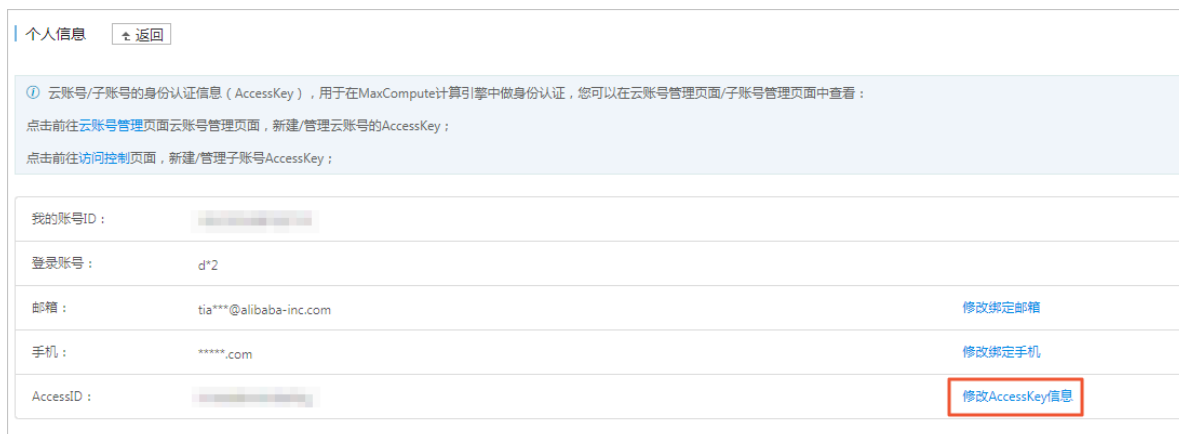 个人信息 返回
云账号/子账号的身份认证信息（AccessKey），用于在MaxCompute计算引擎中做身份认证，您可以在云账号管理页面/子账号管理页面中查看：
点击前往云账号管理页面云账号管理页面，新建/管理云账号的AccessKey；
点击前往访问控制页面，新建/管理子账号AccessKey；
我的账号ID：
登录账号： d*2
邮箱： tia***@alibaba-inc.com 修改绑定邮箱
手机： *****.com 修改绑定手机
AccessID： 修改AccessKey信息